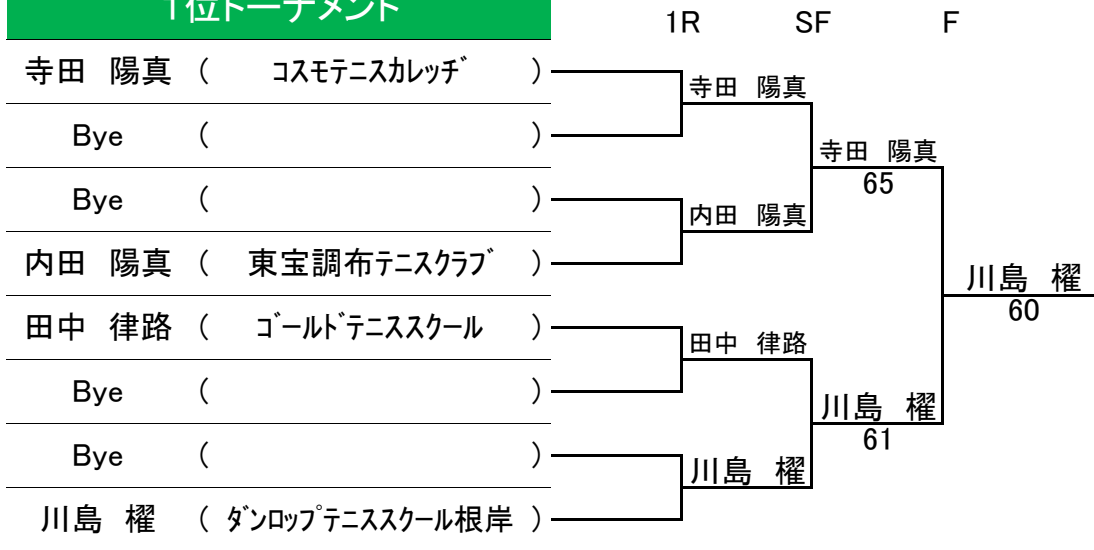 1位トーナメント
1R SF F
寺田 陽真 ( コスモテニスカレッヂ )
Bye ( )
Bye ( )
内田 陽真 ( 東宝調布テニスクラブ )
田中 律路 ( ゴールドテニススクール )
Bye ( )
Bye ( )
川島 櫂 ( ダンロップテニススクール根岸 )
寺田 陽真
内田 陽真
田中 律路
川島 櫂
寺田 陽真
65
川島 櫂
61
川島 櫂
60